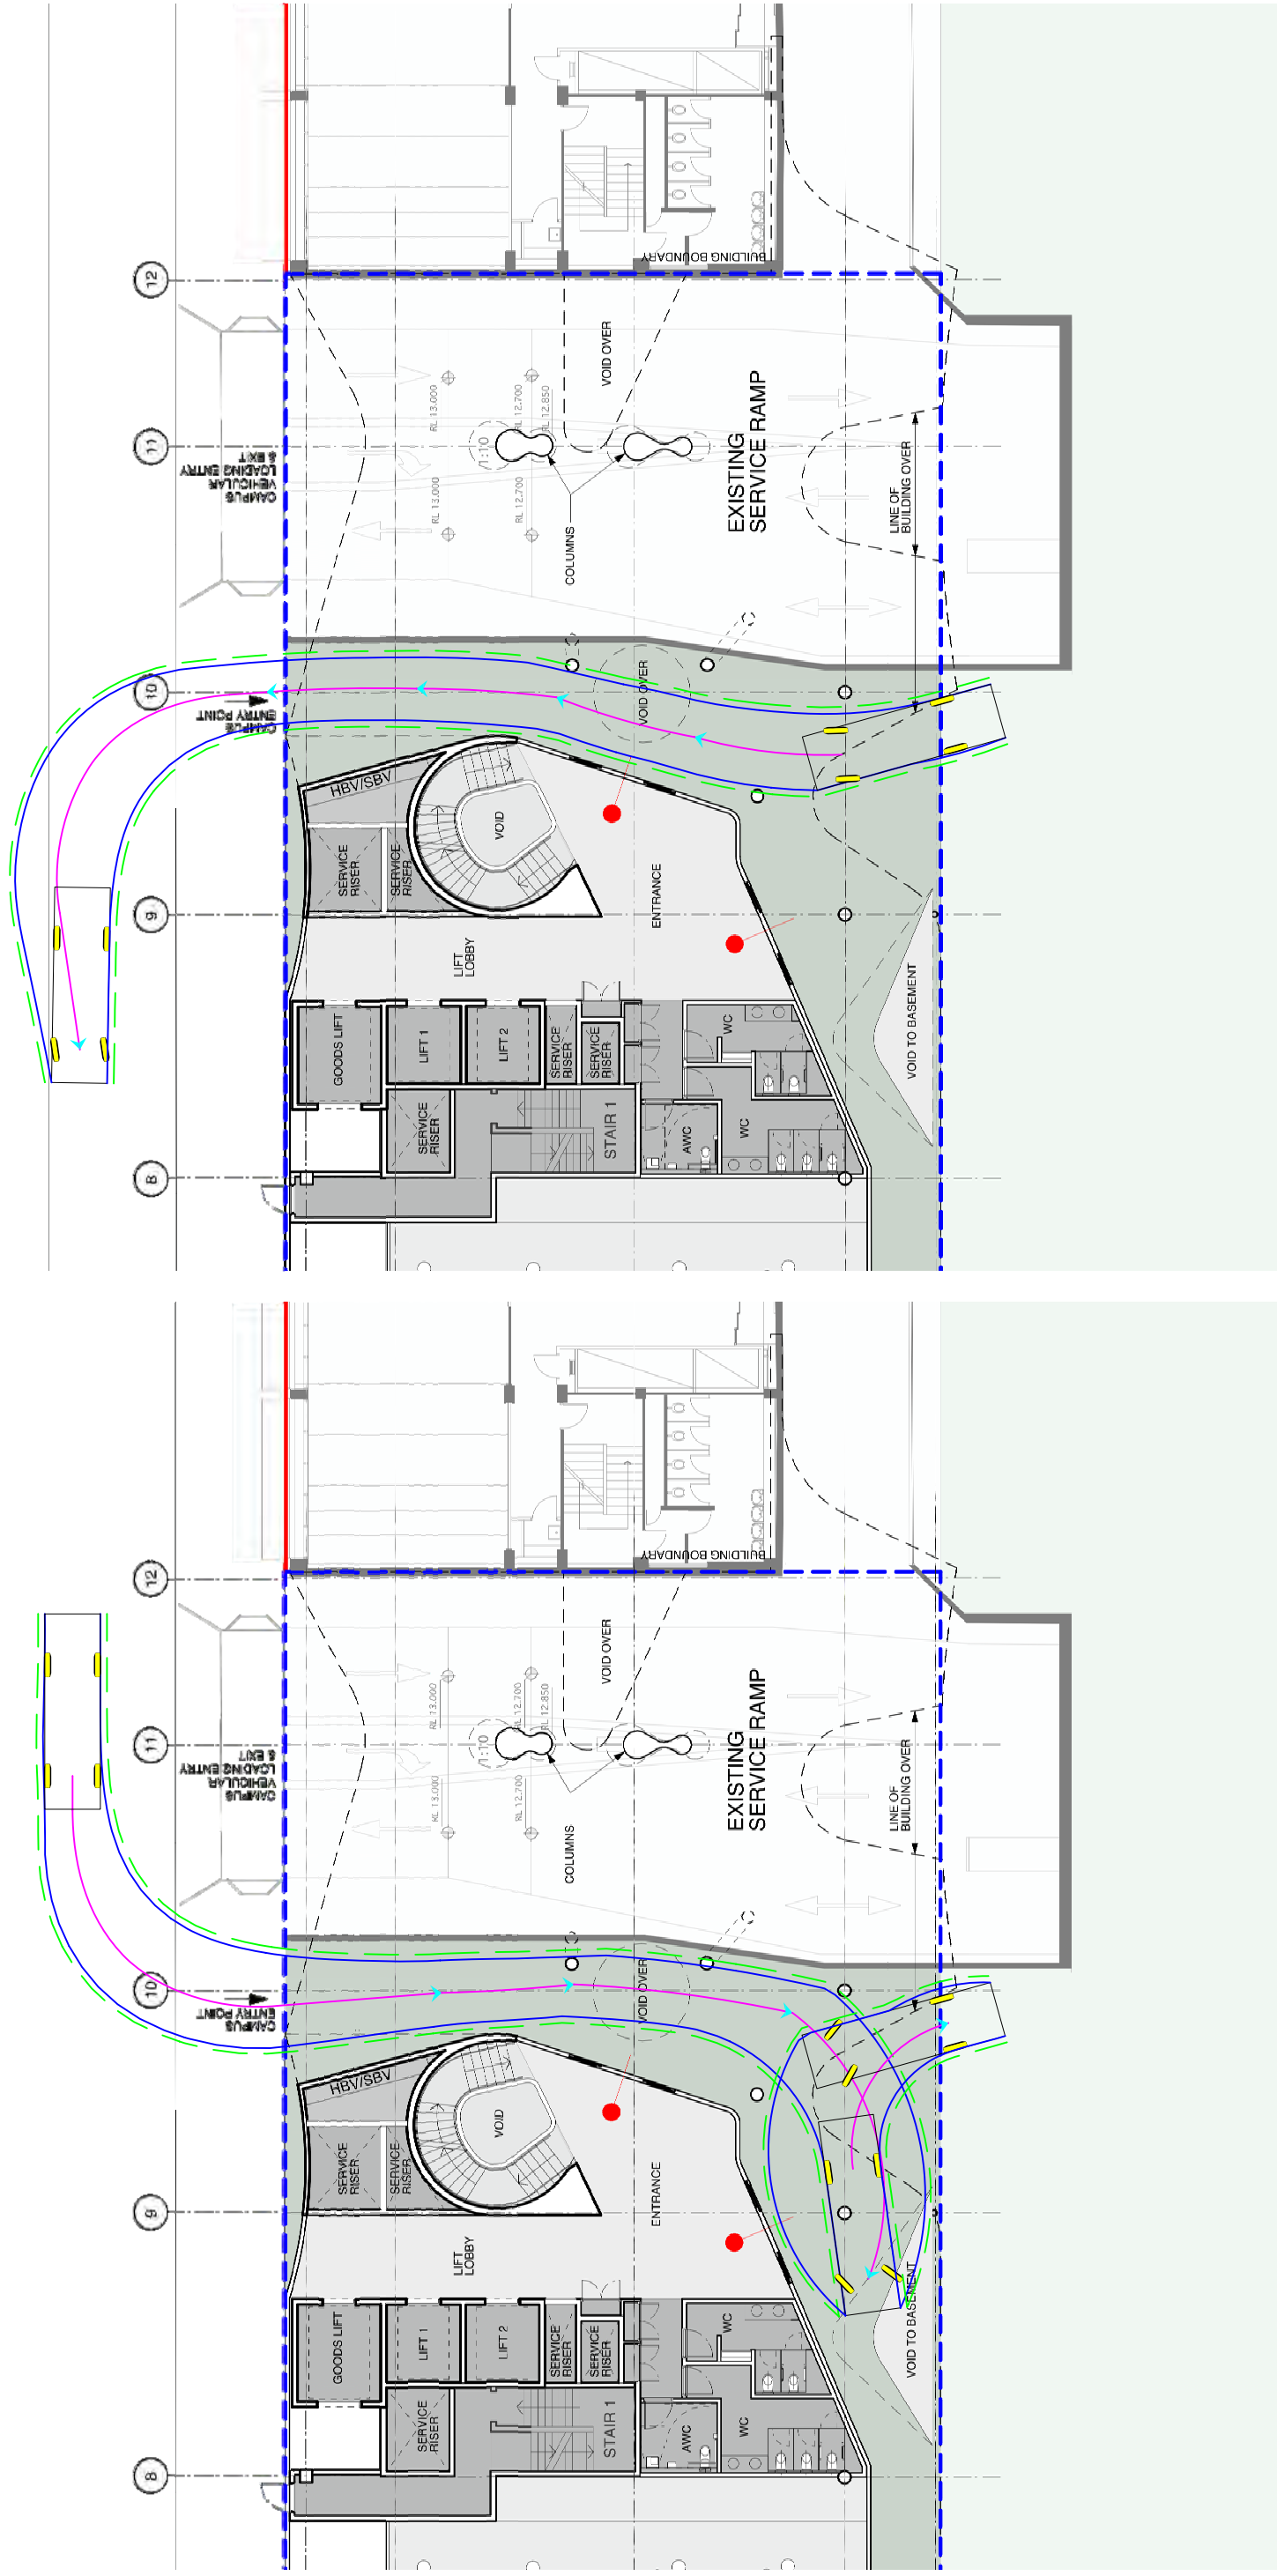 12
BUILDING BOUNDARY
VOID OVER
11
CAMPUS
VEHICULAR
LOADING ENTRY
& EXIT
RL 13.000
RL 12.700
RL 12.850
1:10
RL 13.000
RL 12.700
COLUMNS
EXISTING
SERVICE RAMP
LINE OF
BUILDING OVER
10
CAMPUS
ENTRY POINT
VOID OVER
HBV/SBV
VOID
SERVICE
RISER
SERVICE
RISER
ENTRANCE
9
LIFT
LOBBY
VOID TO BASEMENT
GOODS LIFT
LIFT 1
LIFT 2
SERVICE
RISER
SERVICE
RISER
WC
SERVICE
RISER
STAIR 1
AWC
WC
8
12
BUILDING BOUNDARY
VOID OVER
11
CAMPUS
VEHICULAR
LOADING ENTRY
& EXIT
RL 13.000
RL 12.700
RL 12.850
1:10
RL 13.000
RL 12.700
COLUMNS
EXISTING
SERVICE RAMP
LINE OF
BUILDING OVER
10
CAMPUS
ENTRY POINT
VOID OVER
HBV/SBV
VOID
SERVICE
RISER
SERVICE
RISER
ENTRANCE
9
LIFT
LOBBY
VOID TO BASEMENT
GOODS LIFT
LIFT 1
LIFT 2
SERVICE
RISER
SERVICE
RISER
WC
SERVICE
RISER
STAIR 1
AWC
WC
8